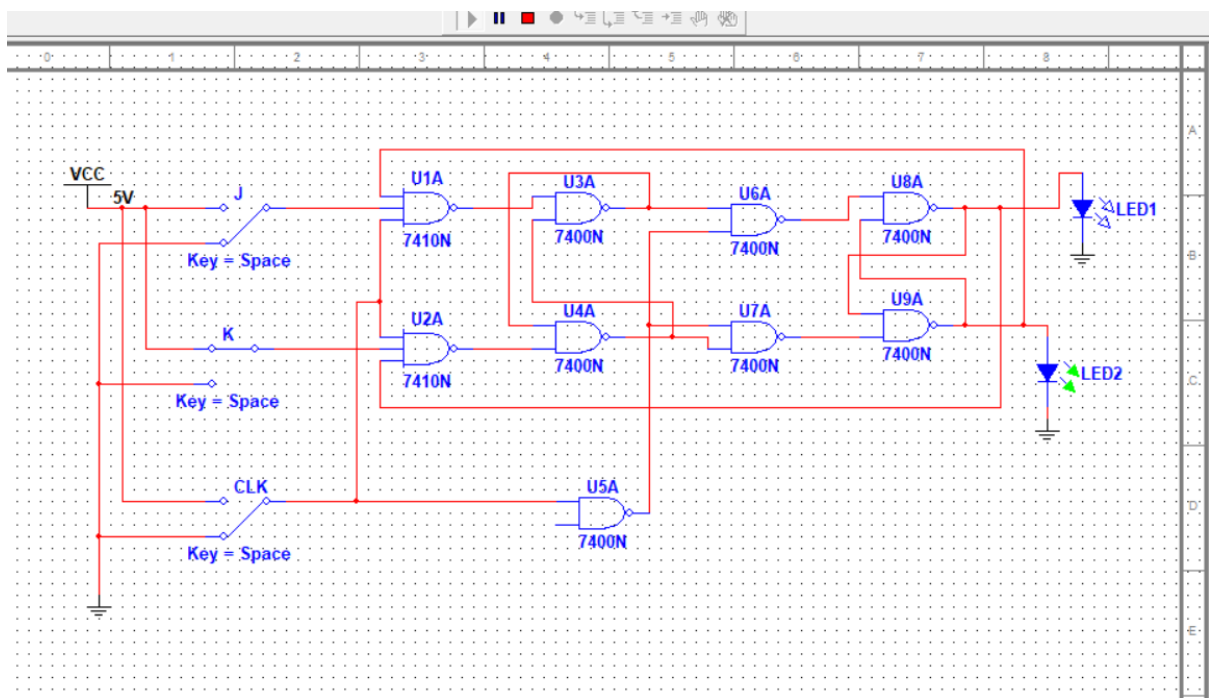 0 1 2 3 4 5 6 7 8
A
VCC
5V
J
Key = Space
U1A
7410N
U3A
7400N
U6A
7400N
U8A
7400N
LED1
B
K
Key = Space
U2A
7410N
U4A
7400N
U7A
7400N
U9A
7400N
LED2
C
CLK
Key = Space
U5A
7400N
D
E